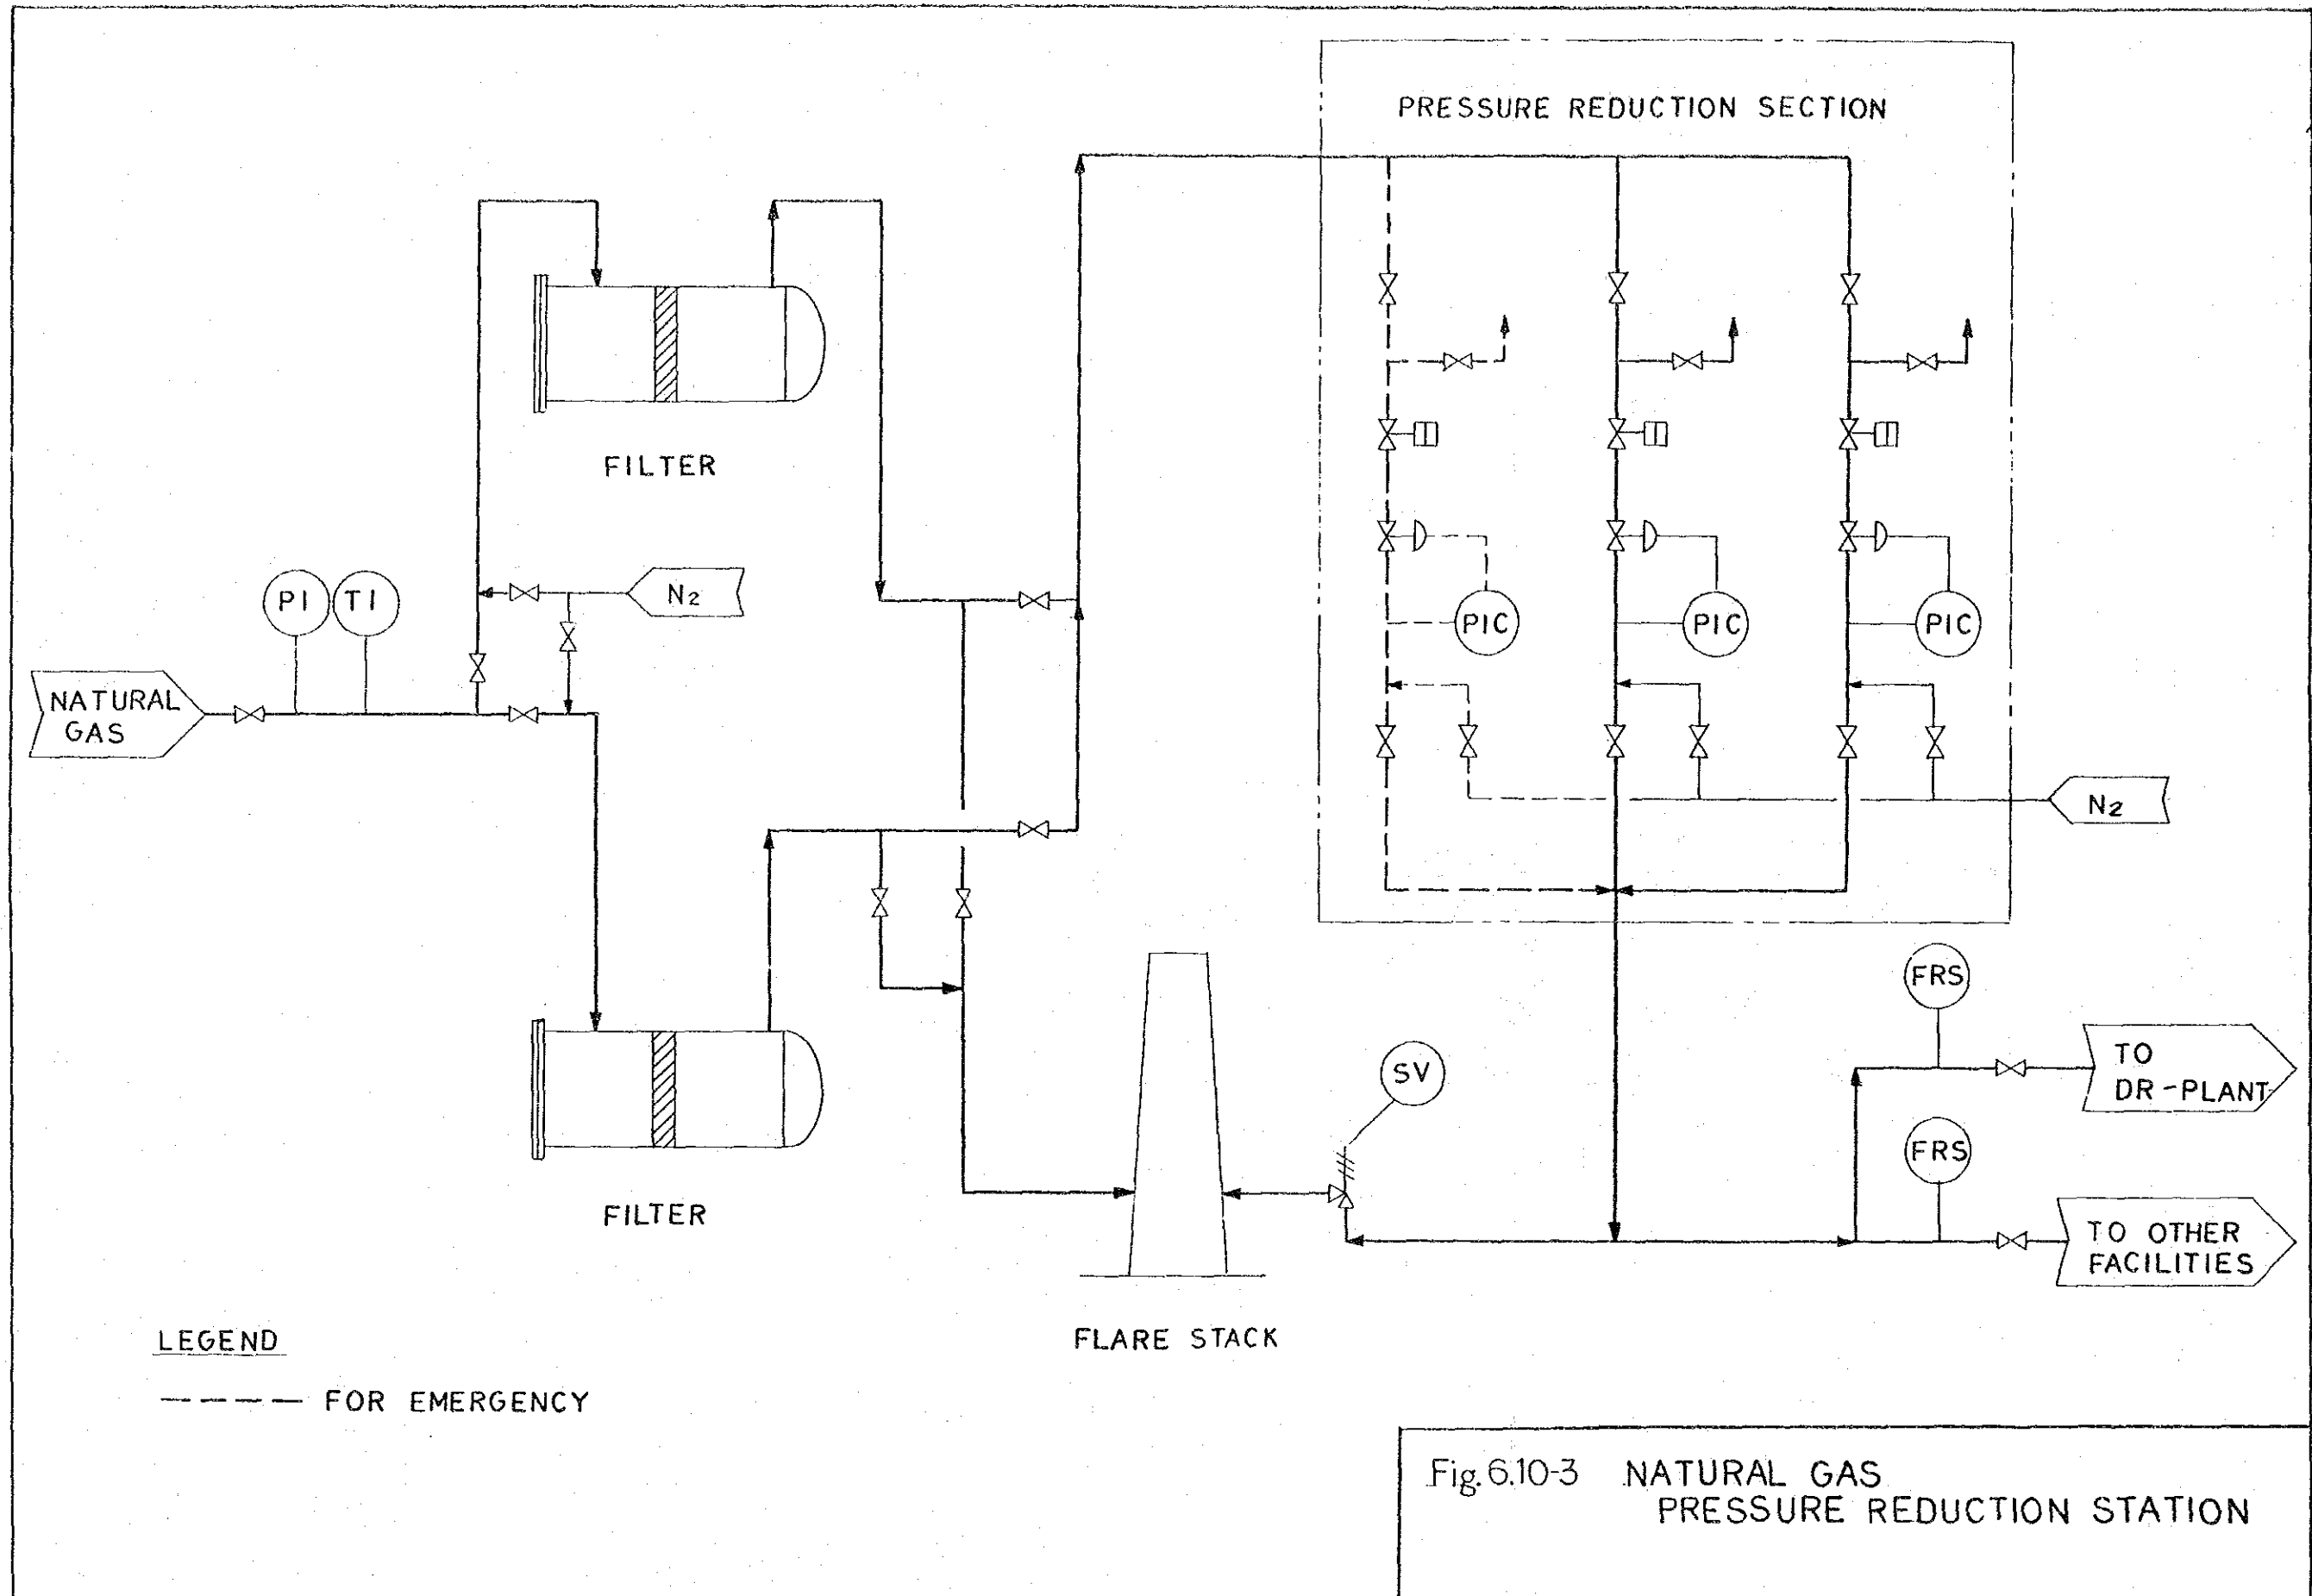 PRESSURE REDUCTION SECTION
FILTER
PI
TI
N2
NATURAL
GAS
PIC
PIC
PIC
N2
FILTER
FLARE STACK
SV
FRS
TO
DR-PLANT
FRS
TO OTHER
FACILITIES
LEGEND
FOR EMERGENCY
Fig. 6.10-3 NATURAL GAS
PRESSURE REDUCTION STATION